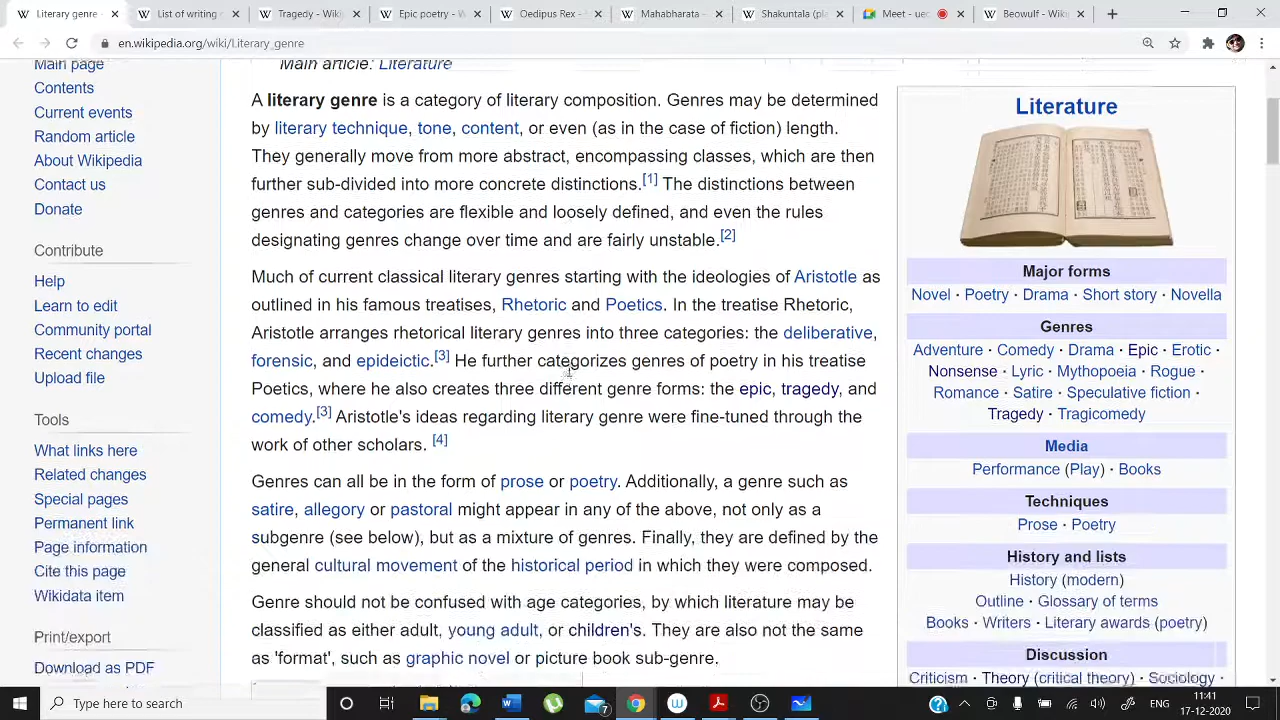 Literary genre
List of writing
Tragedy - Wiki
Epic poetry - W
Oedipus Rex -
Mahabharata -
Shakuntala (pla
Meet - uec
Beowulf - Wiki
en.wikipedia.org/wiki/Literary_genre
Main page
Contents
Current events
Random article
About Wikipedia
Contact us
Donate
Contribute
Help
Learn to edit
Community portal
Recent changes
Upload file
Tools
What links here
Related changes
Special pages
Permanent link
Page information
Cite this page
Wikidata item
Print/export
Download as PDF
Main article: Literature
A literary genre is a category of literary composition. Genres may be determined
by literary technique, tone, content, or even (as in the case of fiction) length.
They generally move from more abstract, encompassing classes, which are then
further sub-divided into more concrete distinctions.[1] The distinctions between
genres and categories are flexible and loosely defined, and even the rules
designating genres change over time and are fairly unstable.[2]
Much of current classical literary genres starting with the ideologies of Aristotle as
outlined in his famous treatises, Rhetoric and Poetics. In the treatise Rhetoric,
Aristotle arranges rhetorical literary genres into three categories: the deliberative,
forensic, and epideictic.[3] He further categorizes genres of poetry in his treatise
Poetics, where he also creates three different genre forms: the epic, tragedy, and
comedy.[3] Aristotle's ideas regarding literary genre were fine-tuned through the
work of other scholars. [4]
Genres can all be in the form of prose or poetry. Additionally, a genre such as
satire, allegory or pastoral might appear in any of the above, not only as a
subgenre (see below), but as a mixture of genres. Finally, they are defined by the
general cultural movement of the historical period in which they were composed.
Genre should not be confused with age categories, by which literature may be
classified as either adult, young adult, or children's. They are also not the same
as 'format', such as graphic novel or picture book sub-genre.
Literature
Major forms
Novel · Poetry · Drama · Short story · Novella
Genres
Adventure · Comedy · Drama · Epic · Erotic ·
Nonsense · Lyric · Mythopoeia · Rogue ·
Romance · Satire · Speculative fiction ·
Tragedy · Tragicomedy
Media
Performance (Play) · Books
Techniques
Prose · Poetry
History and lists
History (modern)
Outline · Glossary of terms
Books · Writers · Literary awards (poetry)
Discussion
Criticism · Theory (critical theory) · Sociology ·
Type here to search
7
ENG
11:41
17-12-2020